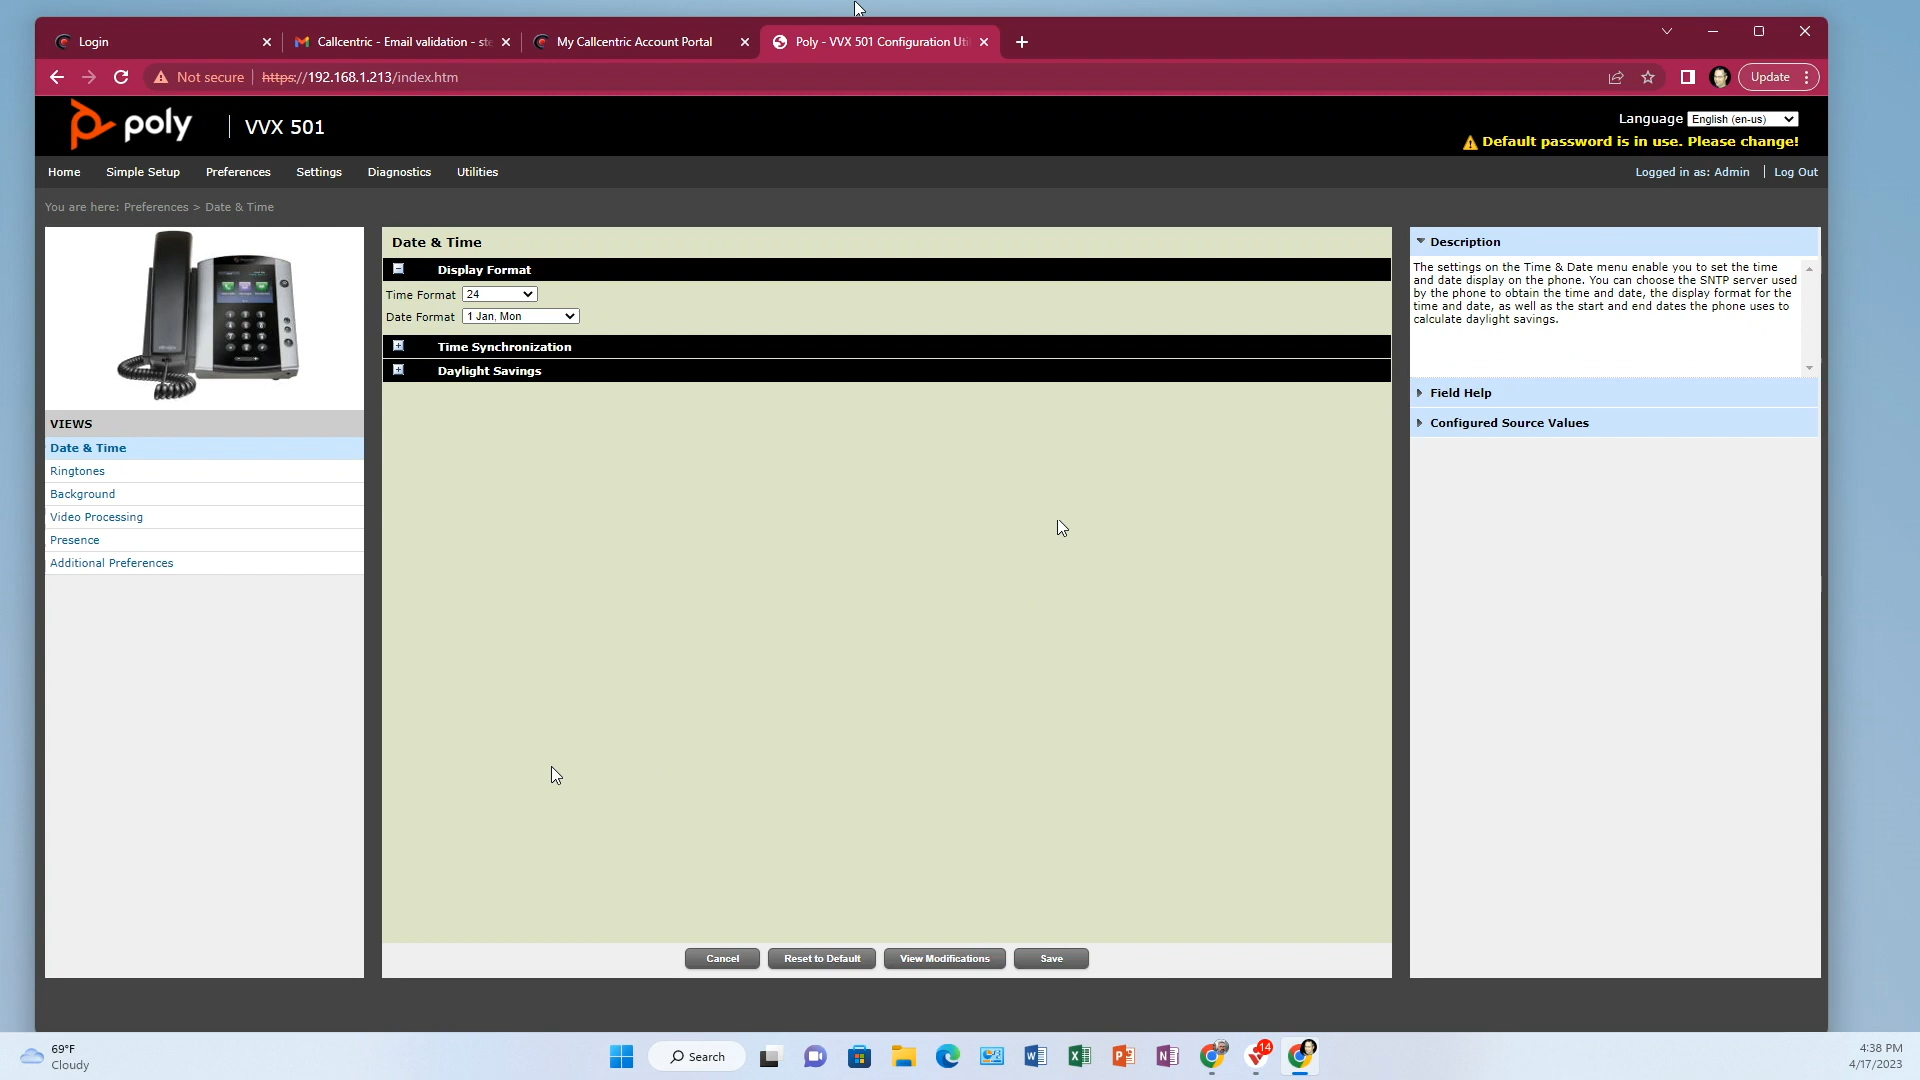 Login
Callcentric - Email validation - ste
My Callcentric Account Portal
Poly - VVX 501 Configuration Uti
Not secure
https://192.168.1.213/index.htm
Update
poly
VVX 501
Language
English (en-us)
Default password is in use. Please change!
Home
Simple Setup
Preferences
Settings
Diagnostics
Utilities
Logged in as: Admin
Log Out
You are here: Preferences > Date & Time
VIEWS
Date & Time
Ringtones
Background
Video Processing
Presence
Additional Preferences
Date & Time
Display Format
Time Format 24
Date Format 1 Jan, Mon
Time Synchronization
Daylight Savings
Cancel
Reset to Default
View Modifications
Save
Description
The settings on the Time & Date menu enable you to set the time
and date display on the phone. You can choose the SNTP server used
by the phone to obtain the time and date, the display format for the
time and date, as well as the start and end dates the phone uses to
calculate daylight savings.
Field Help
Configured Source Values
69°F
Cloudy
Search
14
4:38 PM
4/17/2023